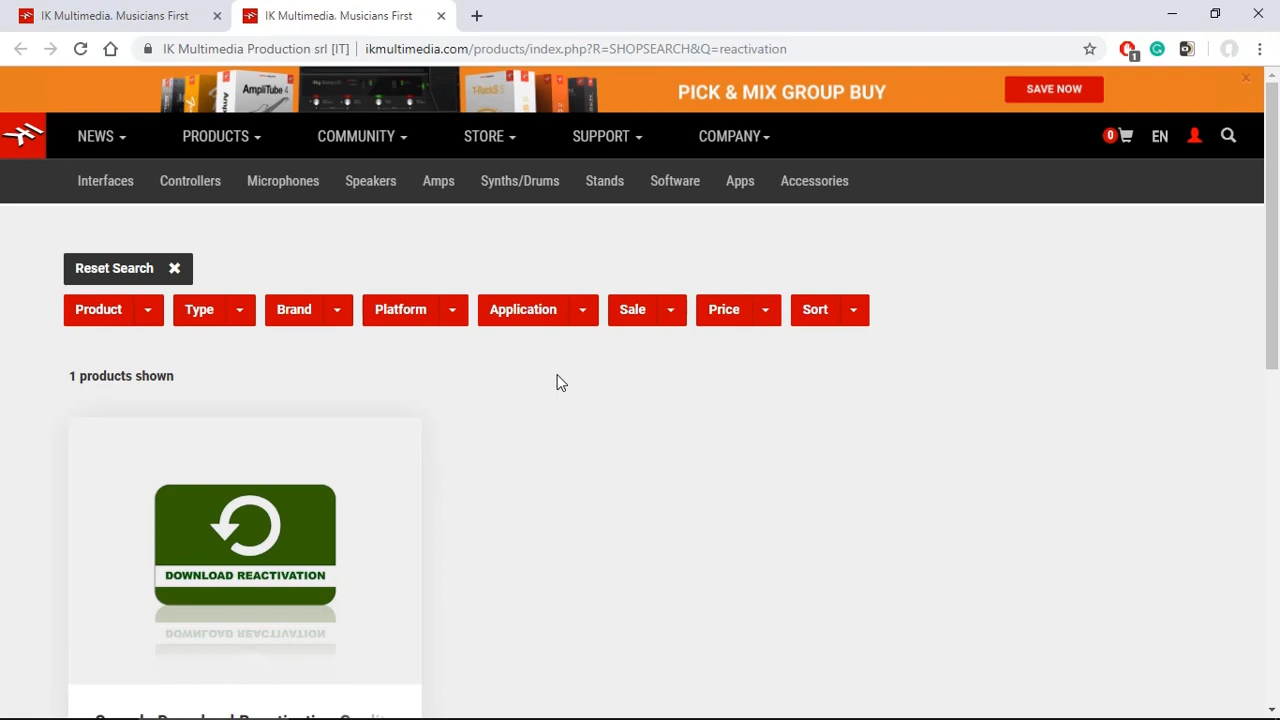 IK Multimedia. Musicians First
IK Multimedia. Musicians First
IK Multimedia Production srl [IT] ikmultimedia.com/products/index.php?R=SHOPSEARCH&Q=reactivation
1
AmpliTube 4
T-RackS 5
PICK & MIX GROUP BUY
SAVE NOW
NEWS PRODUCTS COMMUNITY STORE SUPPORT COMPANY 0 EN
Interfaces Controllers Microphones Speakers Amps Synths/Drums Stands Software Apps Accessories
Reset Search
Product Type Brand Platform Application Sale Price Sort
1 products shown
DOWNLOAD REACTIVATION
DOWNLOAD REACTIVATION